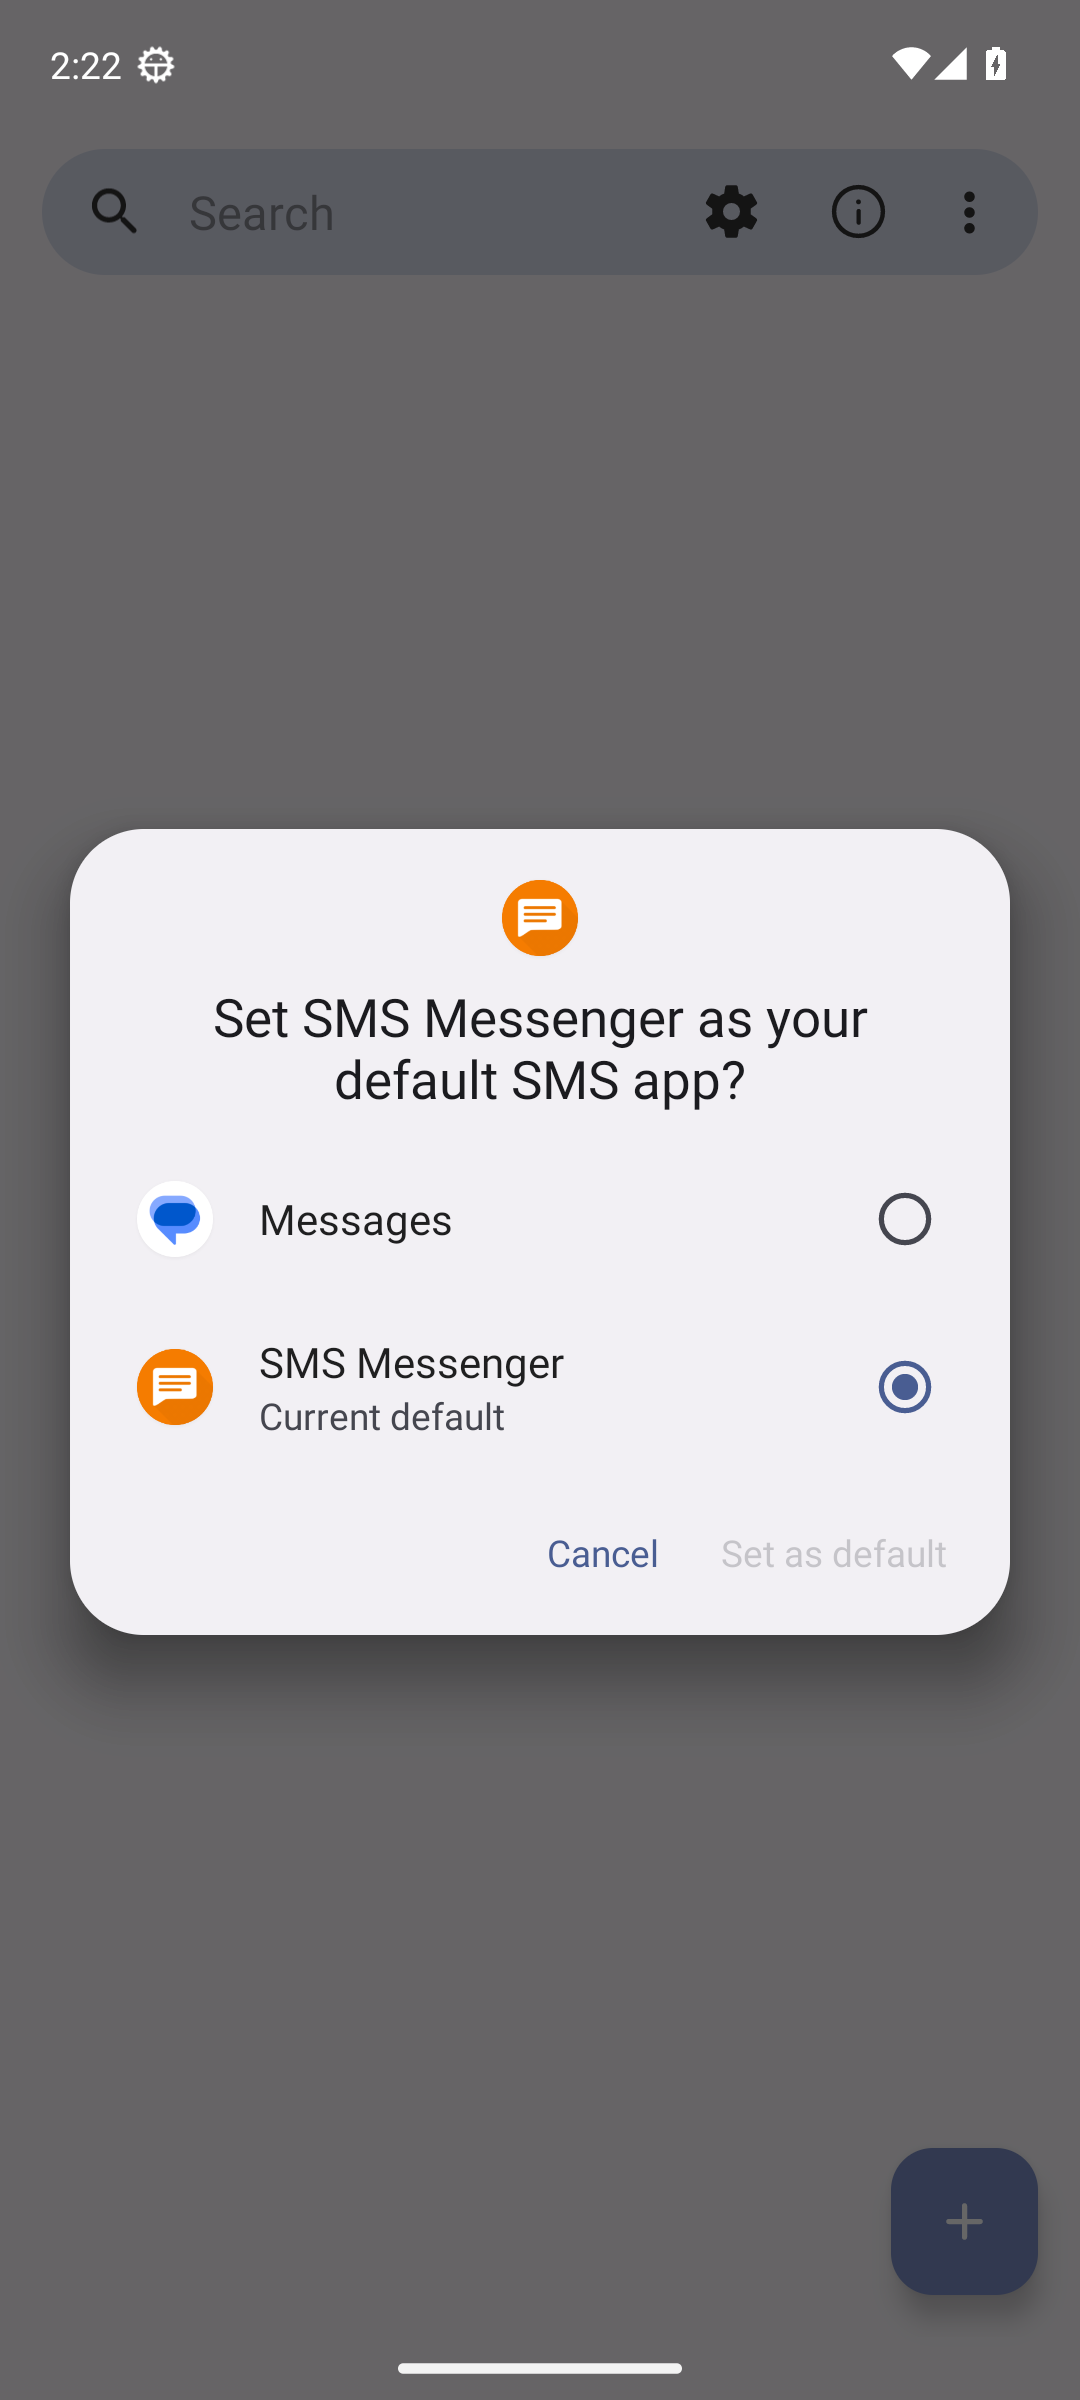 2:22
Search
Set SMS Messenger as your
default SMS app?
Messages
SMS Messenger
Current default
Cancel
Set as default